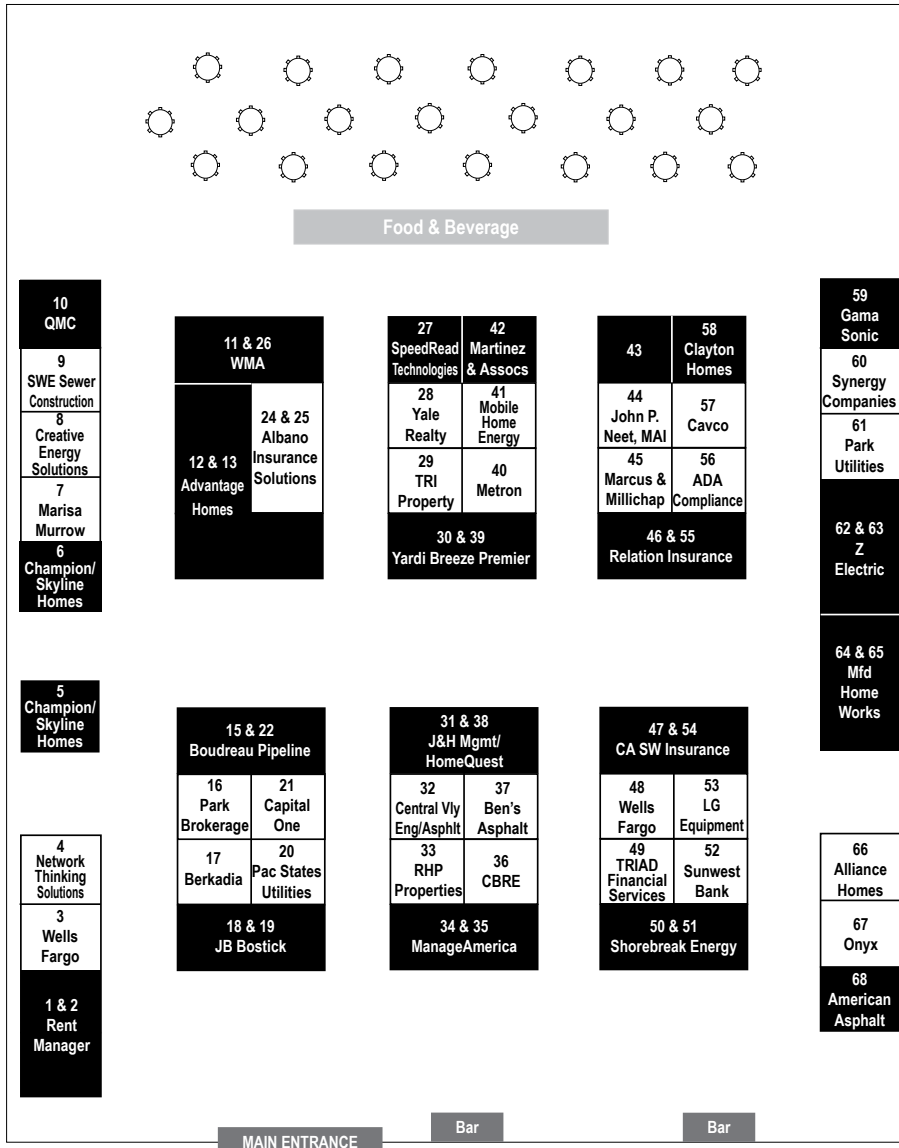 Food & Beverage
10
QMC
9
SWE Sewer
Construction
8
Creative
Energy
Solutions
7
Marisa
Murrow
6
Champion/
Skyline
Homes
5
Champion/
Skyline
Homes
4
Network
Thinking
Solutions
3
Wells
Fargo
1 & 2
Rent
Manager
11 & 26
WMA
12 & 13
Advantage
Homes
24 & 25
Albano
Insurance
Solutions
15 & 22
Boudreau Pipeline
16
Park
Brokerage
21
Capital
One
17
Berkadia
20
Pac States
Utilities
18 & 19
JB Bostick
27
SpeedRead
Technologies
42
Martinez
& Assocs
28
Yale
Realty
41
Mobile
Home
Energy
29
TRI
Property
40
Metron
30 & 39
Yardi Breeze Premier
31 & 38
J&H Mgmt/
HomeQuest
32
Central Vly
Eng/Asphlt
37
Ben's
Asphalt
33
RHP
Properties
36
CBRE
34 & 35
ManageAmerica
43
58
Clayton
Homes
44
John P.
Neet, MAI
57
Cavco
45
Marcus &
Millichap
56
ADA
Compliance
46 & 55
Relation Insurance
47 & 54
CA SW Insurance
48
Wells
Fargo
53
LG
Equipment
49
TRIAD
Financial
Services
52
Sunwest
Bank
50 & 51
Shorebreak Energy
59
Gama
Sonic
60
Synergy
Companies
61
Park
Utilities
62 & 63
Z
Electric
64 & 65
Mfd
Home
Works
66
Alliance
Homes
67
Onyx
68
American
Asphalt
MAIN ENTRANCE
Bar
Bar